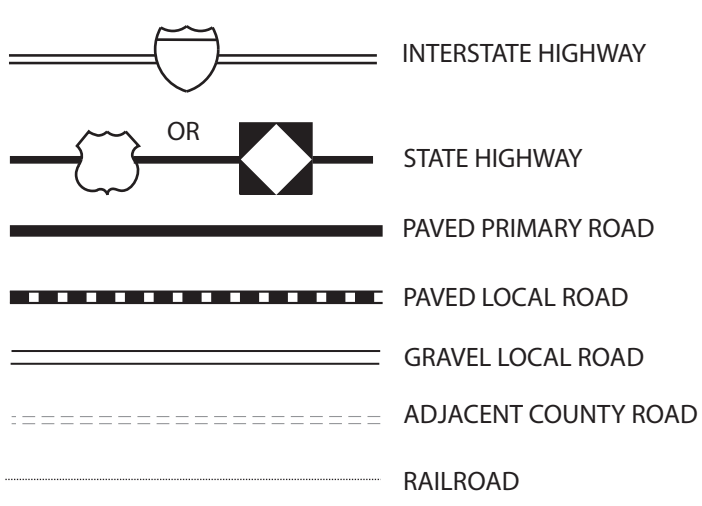 INTERSTATE HIGHWAY
OR
STATE HIGHWAY
PAVED PRIMARY ROAD
PAVED LOCAL ROAD
GRAVEL LOCAL ROAD
ADJACENT COUNTY ROAD
RAILROAD